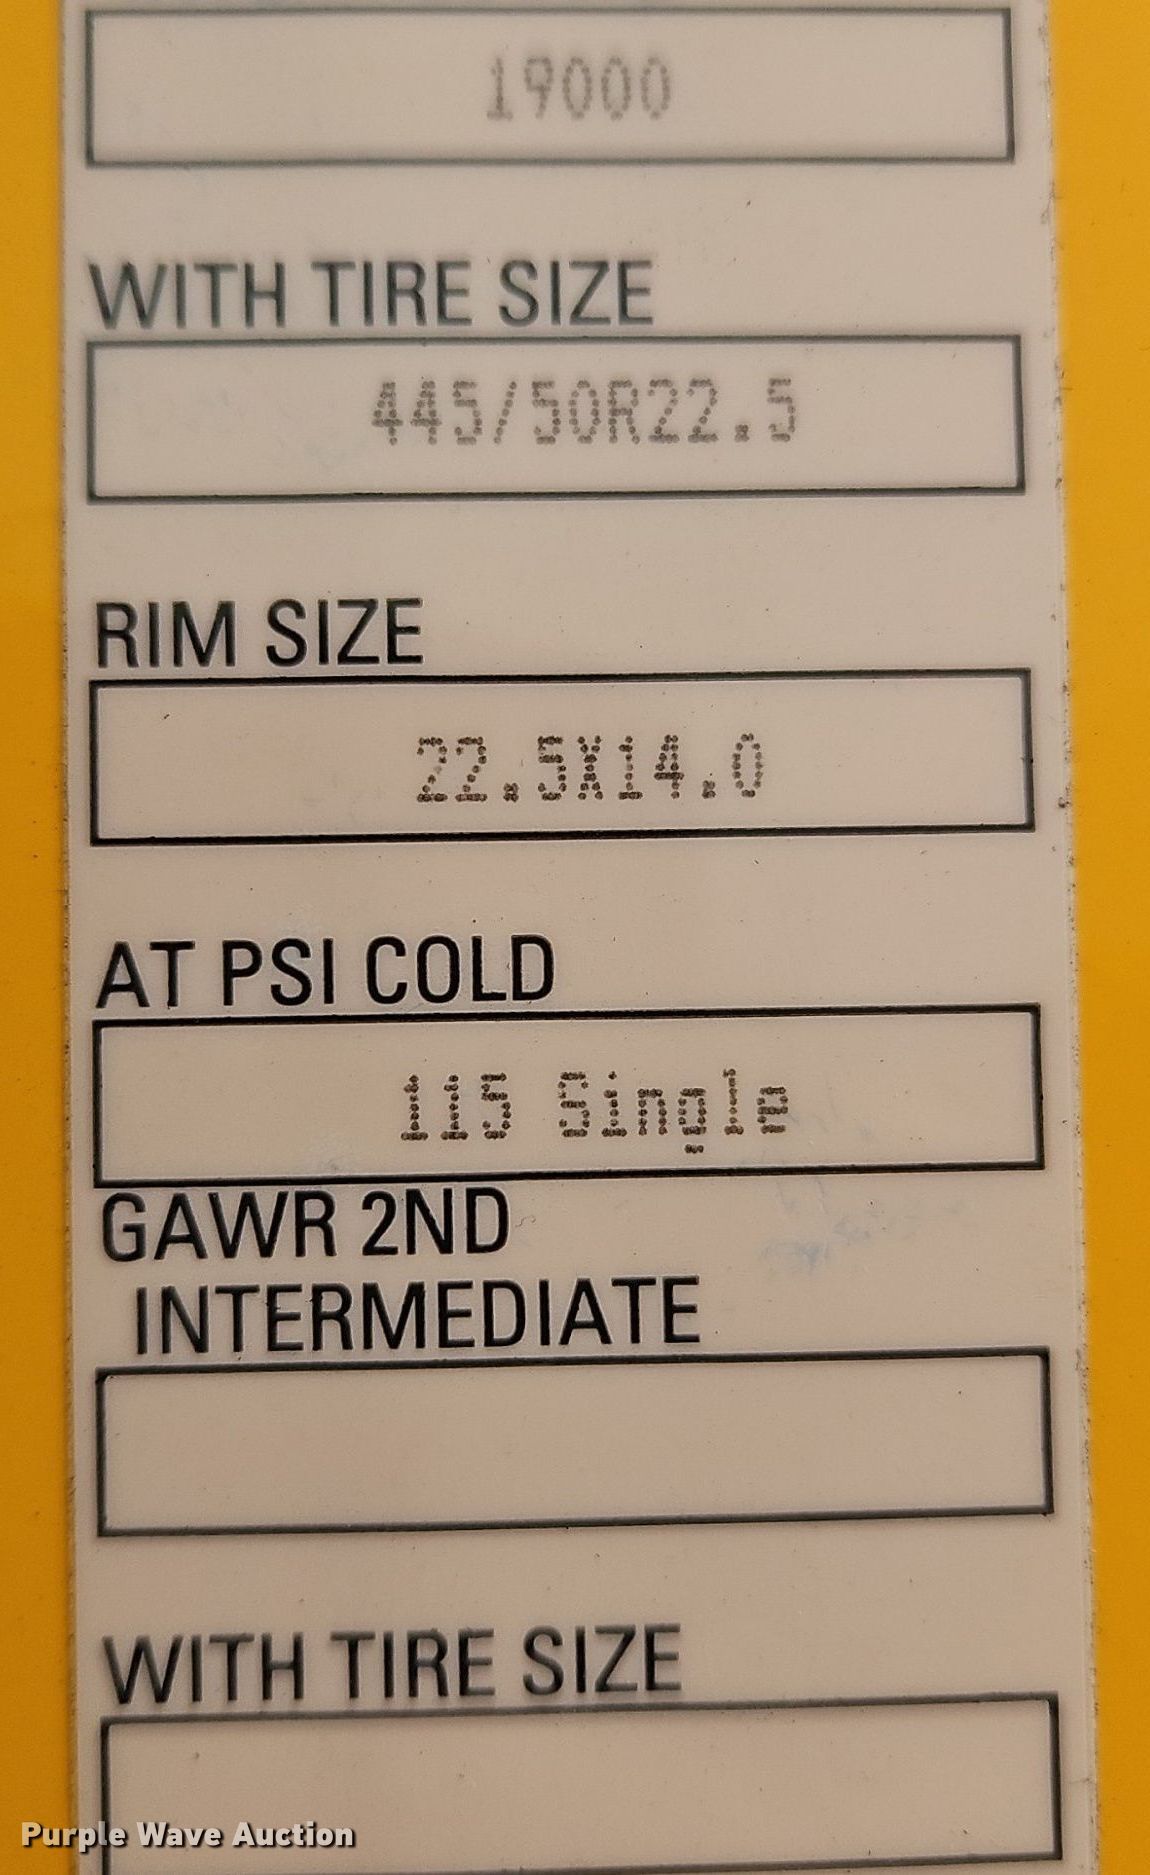 19000
WITH TIRE SIZE
445/50R22.5
RIM SIZE
22.5X14.0
AT PSI COLD
115 Single
GAWR 2ND
INTERMEDIATE
WITH TIRE SIZE
Purple Wave Auction